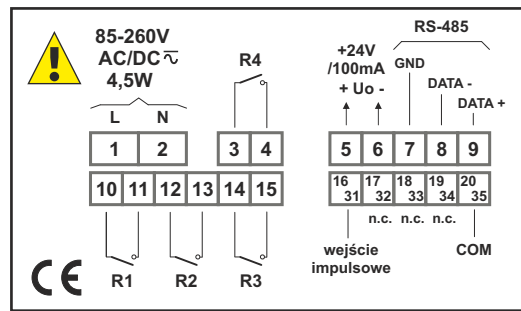 85-260V
AC/DC
4,5W
L N
R4
RS-485
+24V
/100mA
+ Uo -
GND
DATA -
DATA +
1 2 3 4 5 6 7 8 9
10 11 12 13 14 15
16 17 18 19 20
31 32 33 34 35
n.c. n.c. n.c.
R1 R2 R3
wejście
impulsowe
COM
CE